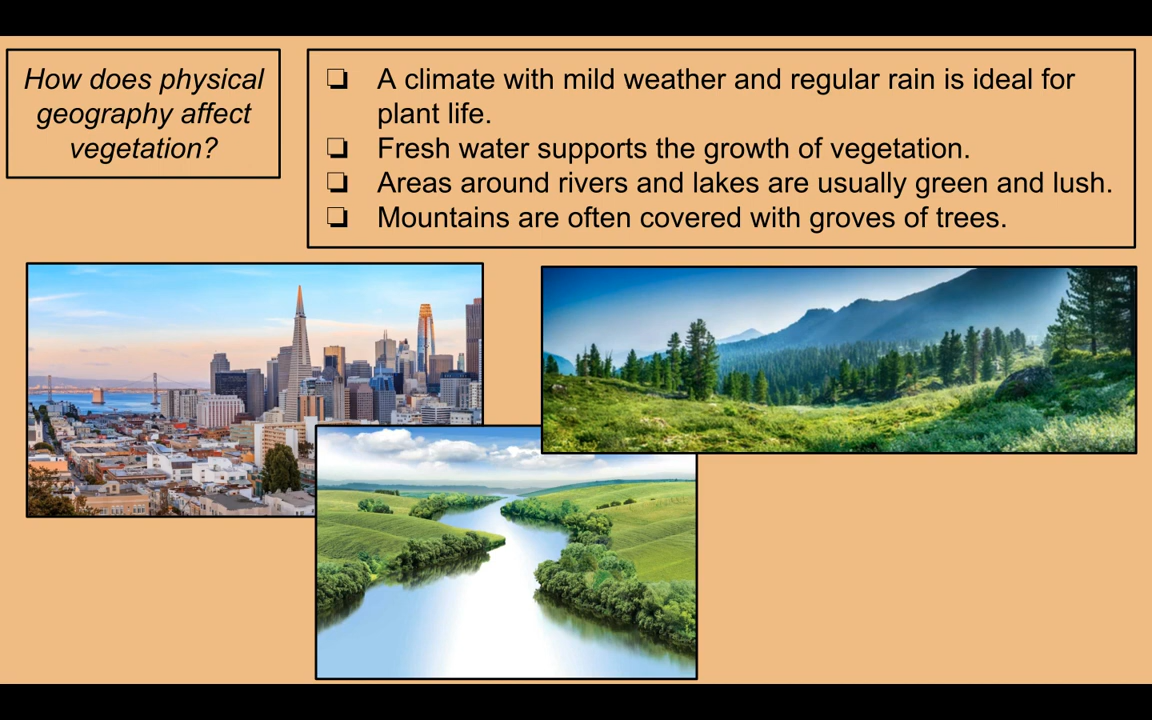 How does physical
geography affect
vegetation?
❏ A climate with mild weather and regular rain is ideal for
plant life.
❏ Fresh water supports the growth of vegetation.
❏ Areas around rivers and lakes are usually green and lush.
❏ Mountains are often covered with groves of trees.